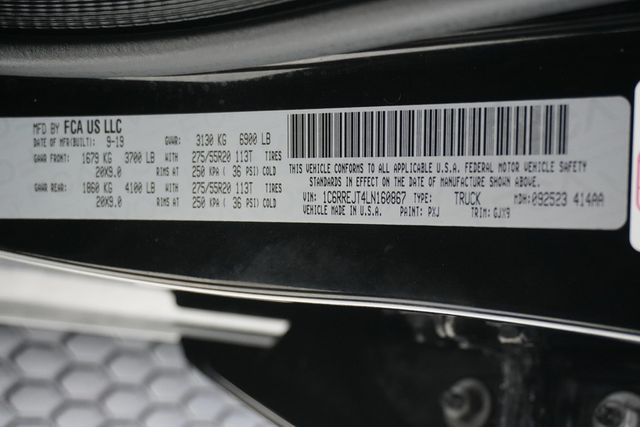 MFD BY FCA US LLC
DATE OF MFR(BUILT): 9-19 GVWR: 3130 KG 6900 LB
GAWR FRONT: 1679 KG 3700 LB WITH 275/55R20 113T TIRES
20X9.0 RIMS AT 250 KPA ( 36 PSI) COLD
GAWR REAR: 1860 KG 4100 LB WITH 275/55R20 113T TIRES
20X9.0 RIMS AT 250 KPA ( 36 PSI) COLD
THIS VEHICLE CONFORMS TO ALL APPLICABLE U.S.A. FEDERAL MOTOR VEHICLE SAFETY
STANDARDS IN EFFECT ON THE DATE OF MANUFACTURE SHOWN ABOVE.
VIN: 1C6RREJT4LN160867 TYPE: TRUCK MDH: 092523 414AA
VEHICLE MADE IN U.S.A. PAINT: PXJ TRIM: GJX9